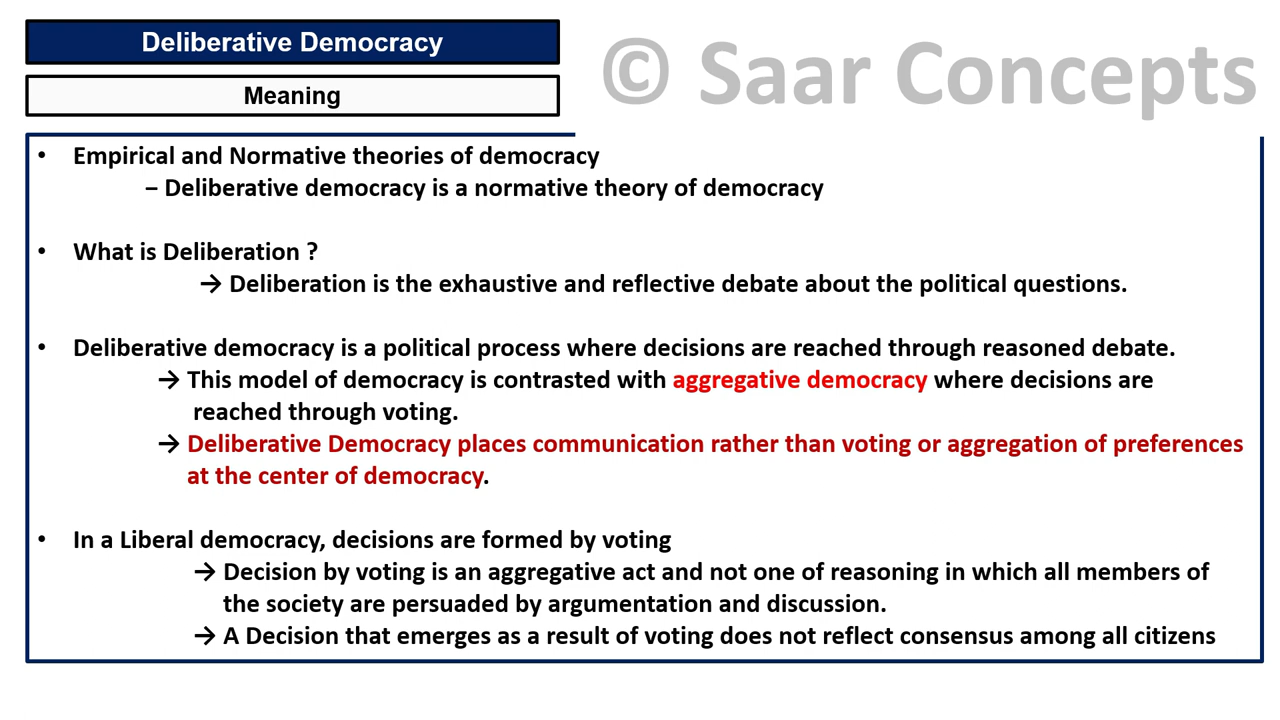 Deliberative Democracy
© Saar Concepts
Meaning
• Empirical and Normative theories of democracy
– Deliberative democracy is a normative theory of democracy
• What is Deliberation ?
→ Deliberation is the exhaustive and reflective debate about the political questions.
• Deliberative democracy is a political process where decisions are reached through reasoned debate.
→ This model of democracy is contrasted with aggregative democracy where decisions are
reached through voting.
→ Deliberative Democracy places communication rather than voting or aggregation of preferences
at the center of democracy.
• In a Liberal democracy, decisions are formed by voting
→ Decision by voting is an aggregative act and not one of reasoning in which all members of
the society are persuaded by argumentation and discussion.
→ A Decision that emerges as a result of voting does not reflect consensus among all citizens